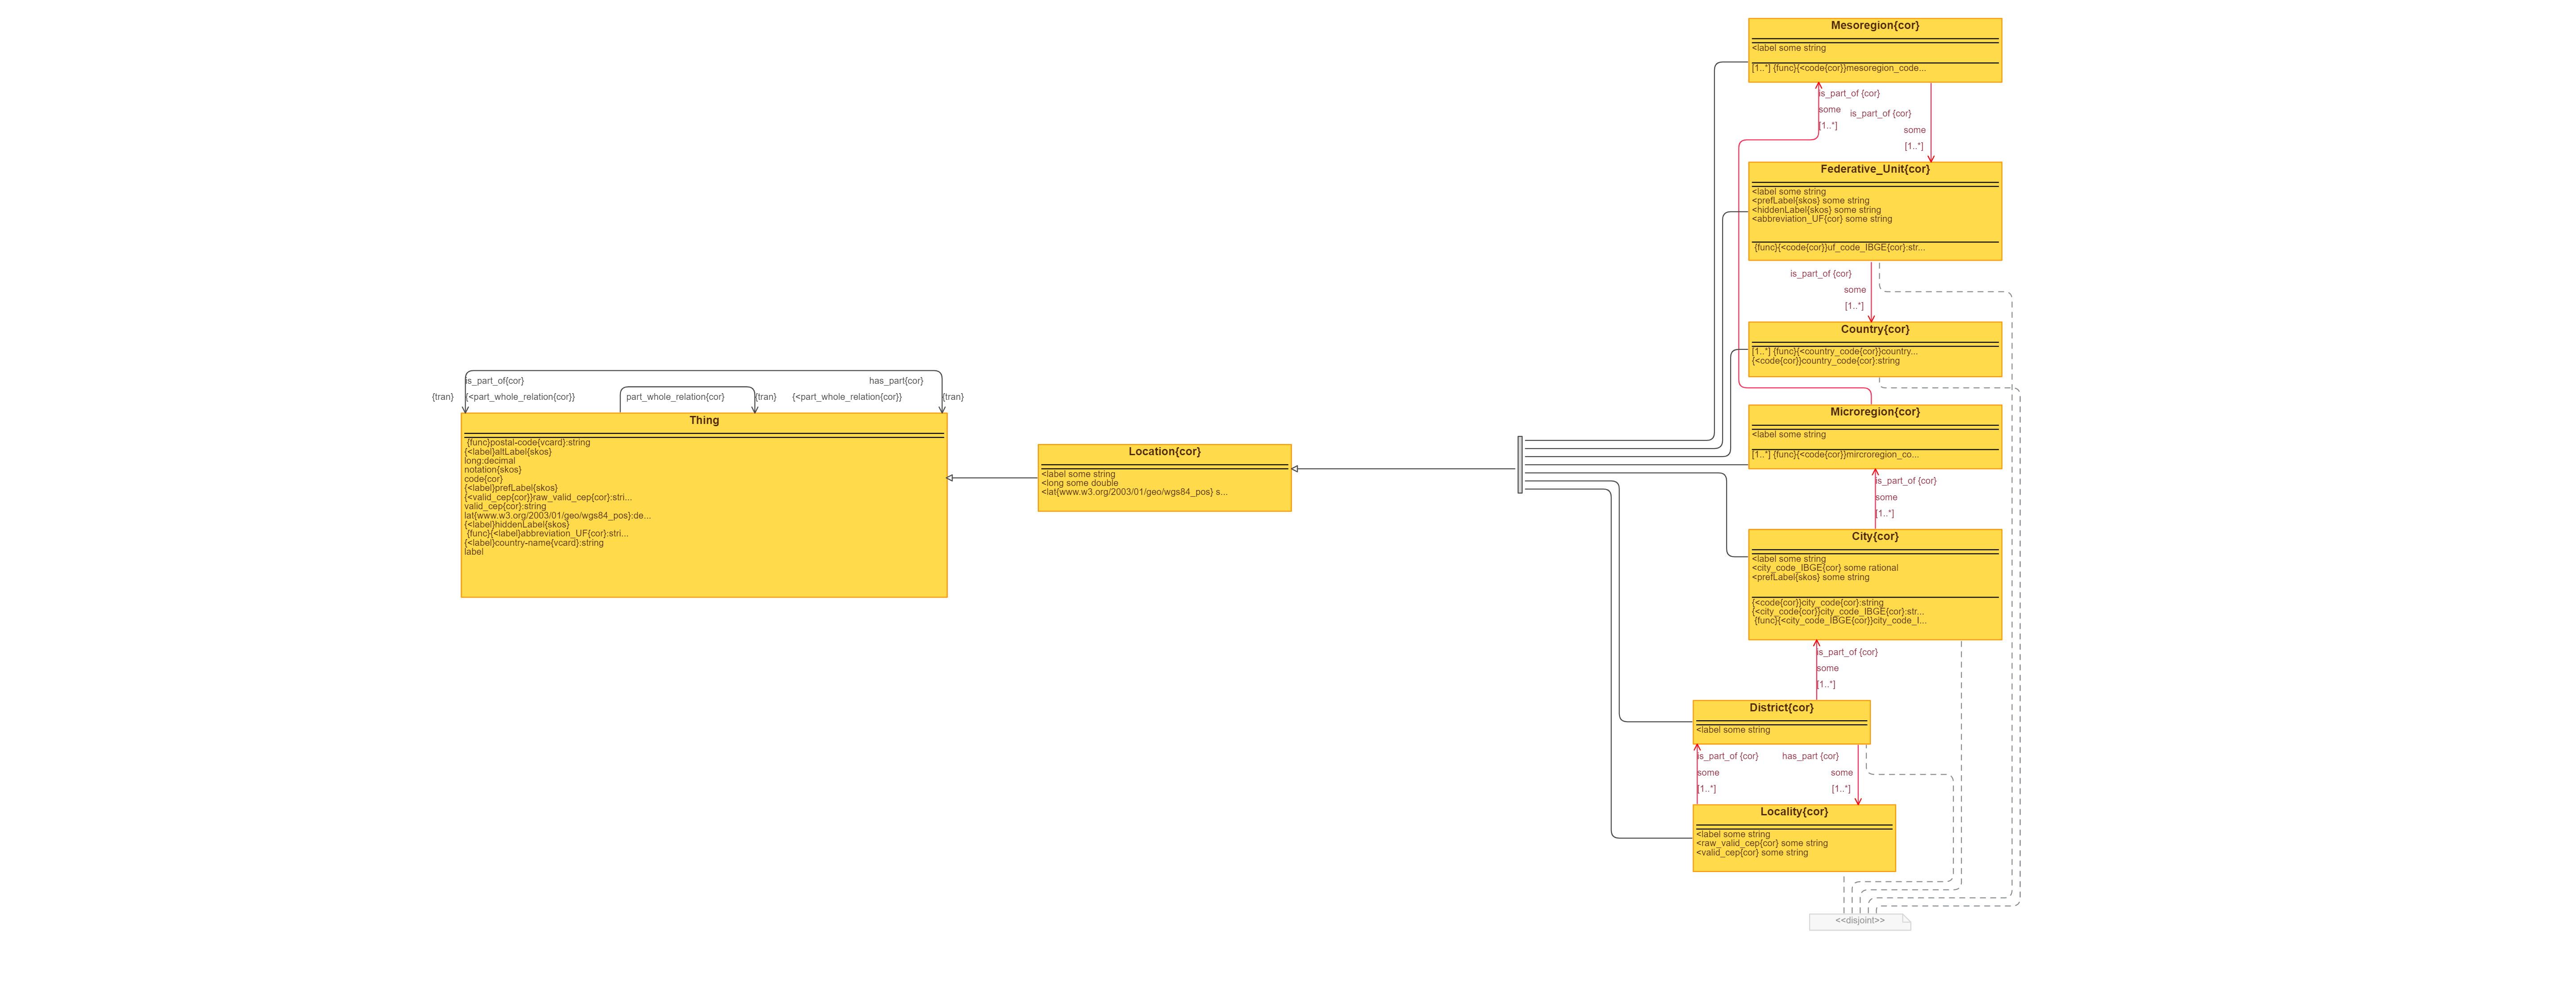 Mesoregion{cor}
<label some string
[1..*] {func}{<code{cor}}mesoregion_code...
is_part_of {cor}
some
[1..*]
is_part_of {cor}
some
[1..*]
Federative_Unit{cor}
<label some string
<prefLabel{skos} some string
<hiddenLabel{skos} some string
<abbreviation_UF{cor} some string
{func}{<code{cor}}uf_code_IBGE{cor}:str...
is_part_of {cor}
some
[1..*]
Country{cor}
[1..*] {func}{<country_code{cor}}country...
{<code{cor}}country_code{cor}:string
is_part_of{cor}
has_part{cor}
{tran}
{<part_whole_relation{cor}}
part_whole_relation{cor}
{tran}
{<part_whole_relation{cor}}
{tran}
Thing
{func}postal-code{vcard}:string
{<label}altLabel{skos}
long:decimal
notation{skos}
code{cor}
{<label}prefLabel{skos}
{<valid_cep{cor}}raw_valid_cep{cor}:stri...
valid_cep{cor}:string
lat{www.w3.org/2003/01/geo/wgs84_pos}:de...
{<label}hiddenLabel{skos}
{func}{<label}abbreviation_UF{cor}:stri...
{<label}country-name{vcard}:string
label
Location{cor}
<label some string
<long some double
<lat{www.w3.org/2003/01/geo/wgs84_pos} s...
Microregion{cor}
<label some string
[1..*] {func}{<code{cor}}mircroregion_co...
is_part_of {cor}
some
[1..*]
City{cor}
<label some string
<city_code_IBGE{cor} some rational
<prefLabel{skos} some string
{<code{cor}}city_code{cor}:string
{<city_code{cor}}city_code_IBGE{cor}:str...
{func}{<city_code_IBGE{cor}}city_code_I...
is_part_of {cor}
some
[1..*]
District{cor}
<label some string
is_part_of {cor}
some
[1..*]
has_part {cor}
some
[1..*]
Locality{cor}
<label some string
<raw_valid_cep{cor} some string
<valid_cep{cor} some string
<<disjoint>>